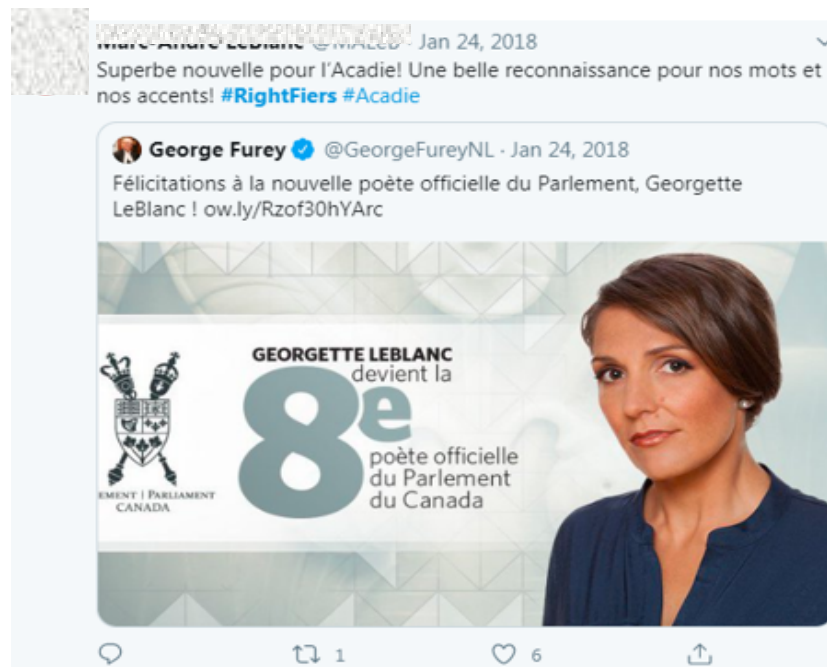 Jan 24, 2018
Superbe nouvelle pour l'Acadie! Une belle reconnaissance pour nos mots et
nos accents! #RightFiers #Acadie
George Furey @GeorgeFureyNL · Jan 24, 2018
Félicitations à la nouvelle poète officielle du Parlement, Georgette
LeBlanc ! ow.ly/Rzof30hYArc
GEORGETTE LEBLANC
devient la
8e
poète officielle
du Parlement
du Canada
EMENT | PARLIAMENT
CANADA
1 6